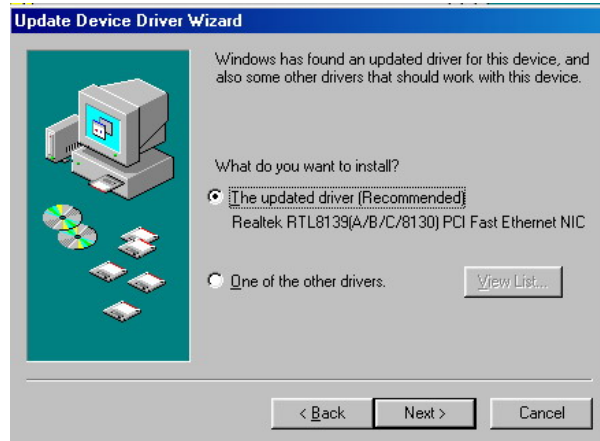 Update Device Driver Wizard
Windows has found an updated driver for this device, and
also some other drivers that should work with this device.
What do you want to install?
The updated driver (Recommended)
Realtek RTL8139(A/B/C/8130) PCI Fast Ethernet NIC
One of the other drivers.
View List...
< Back
Next >
Cancel